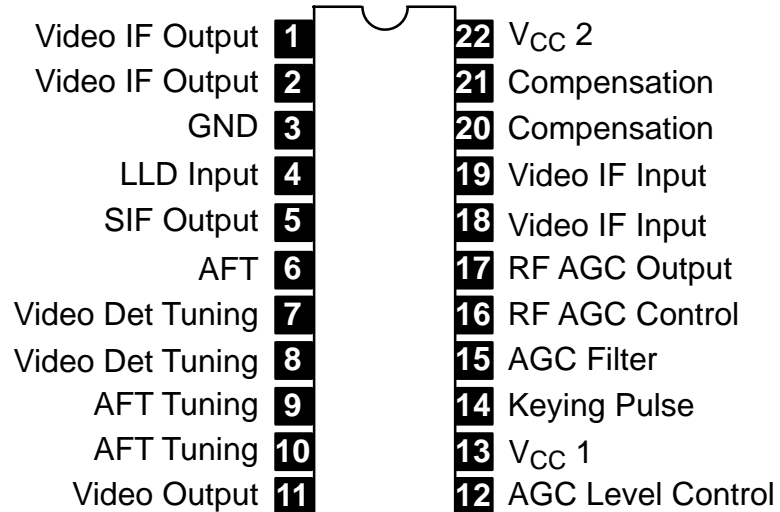 Video IF Output 1 22 V_CC 2
Video IF Output 2 21 Compensation
GND 3 20 Compensation
LLD Input 4 19 Video IF Input
SIF Output 5 18 Video IF Input
AFT 6 17 RF AGC Output
Video Det Tuning 7 16 RF AGC Control
Video Det Tuning 8 15 AGC Filter
AFT Tuning 9 14 Keying Pulse
AFT Tuning 10 13 V_CC 1
Video Output 11 12 AGC Level Control